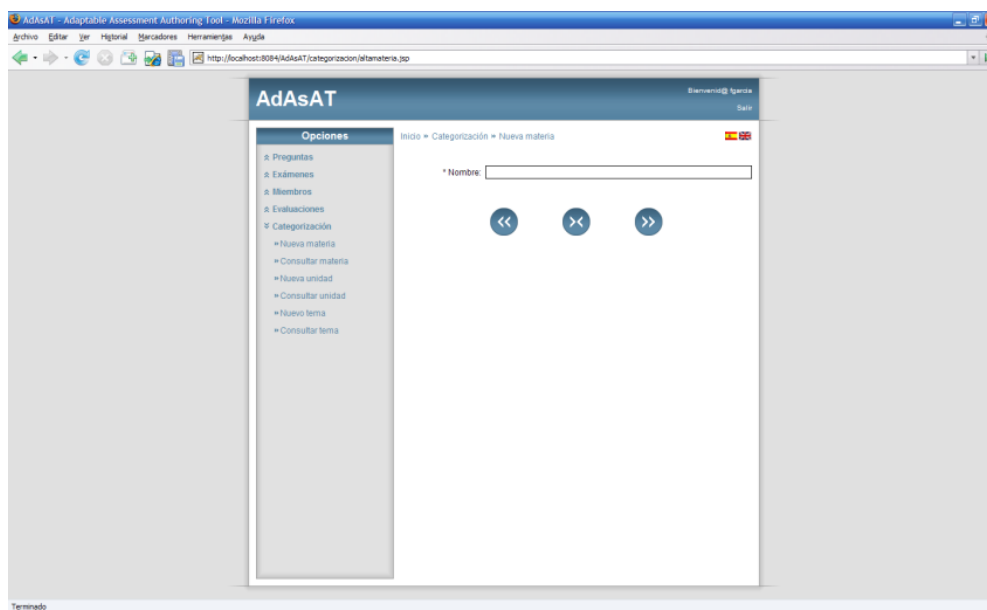 AdAsAT - Adaptable Assessment Authoring Tool - Mozilla Firefox
Archivo Editar Ver Historial Marcadores Herramientas Ayuda
http://localhost:8084/AdAsAT/categorizacion/altamateria.jsp
AdAsAT
Bienvenid@ fgarcia
Salir
Opciones
Inicio » Categorización » Nueva materia
Preguntas
* Nombre:
Exámenes
Miembros
Evaluaciones
Categorización
» Nueva materia
» Consultar materia
» Nueva unidad
» Consultar unidad
» Nuevo tema
» Consultar tema
Terminado